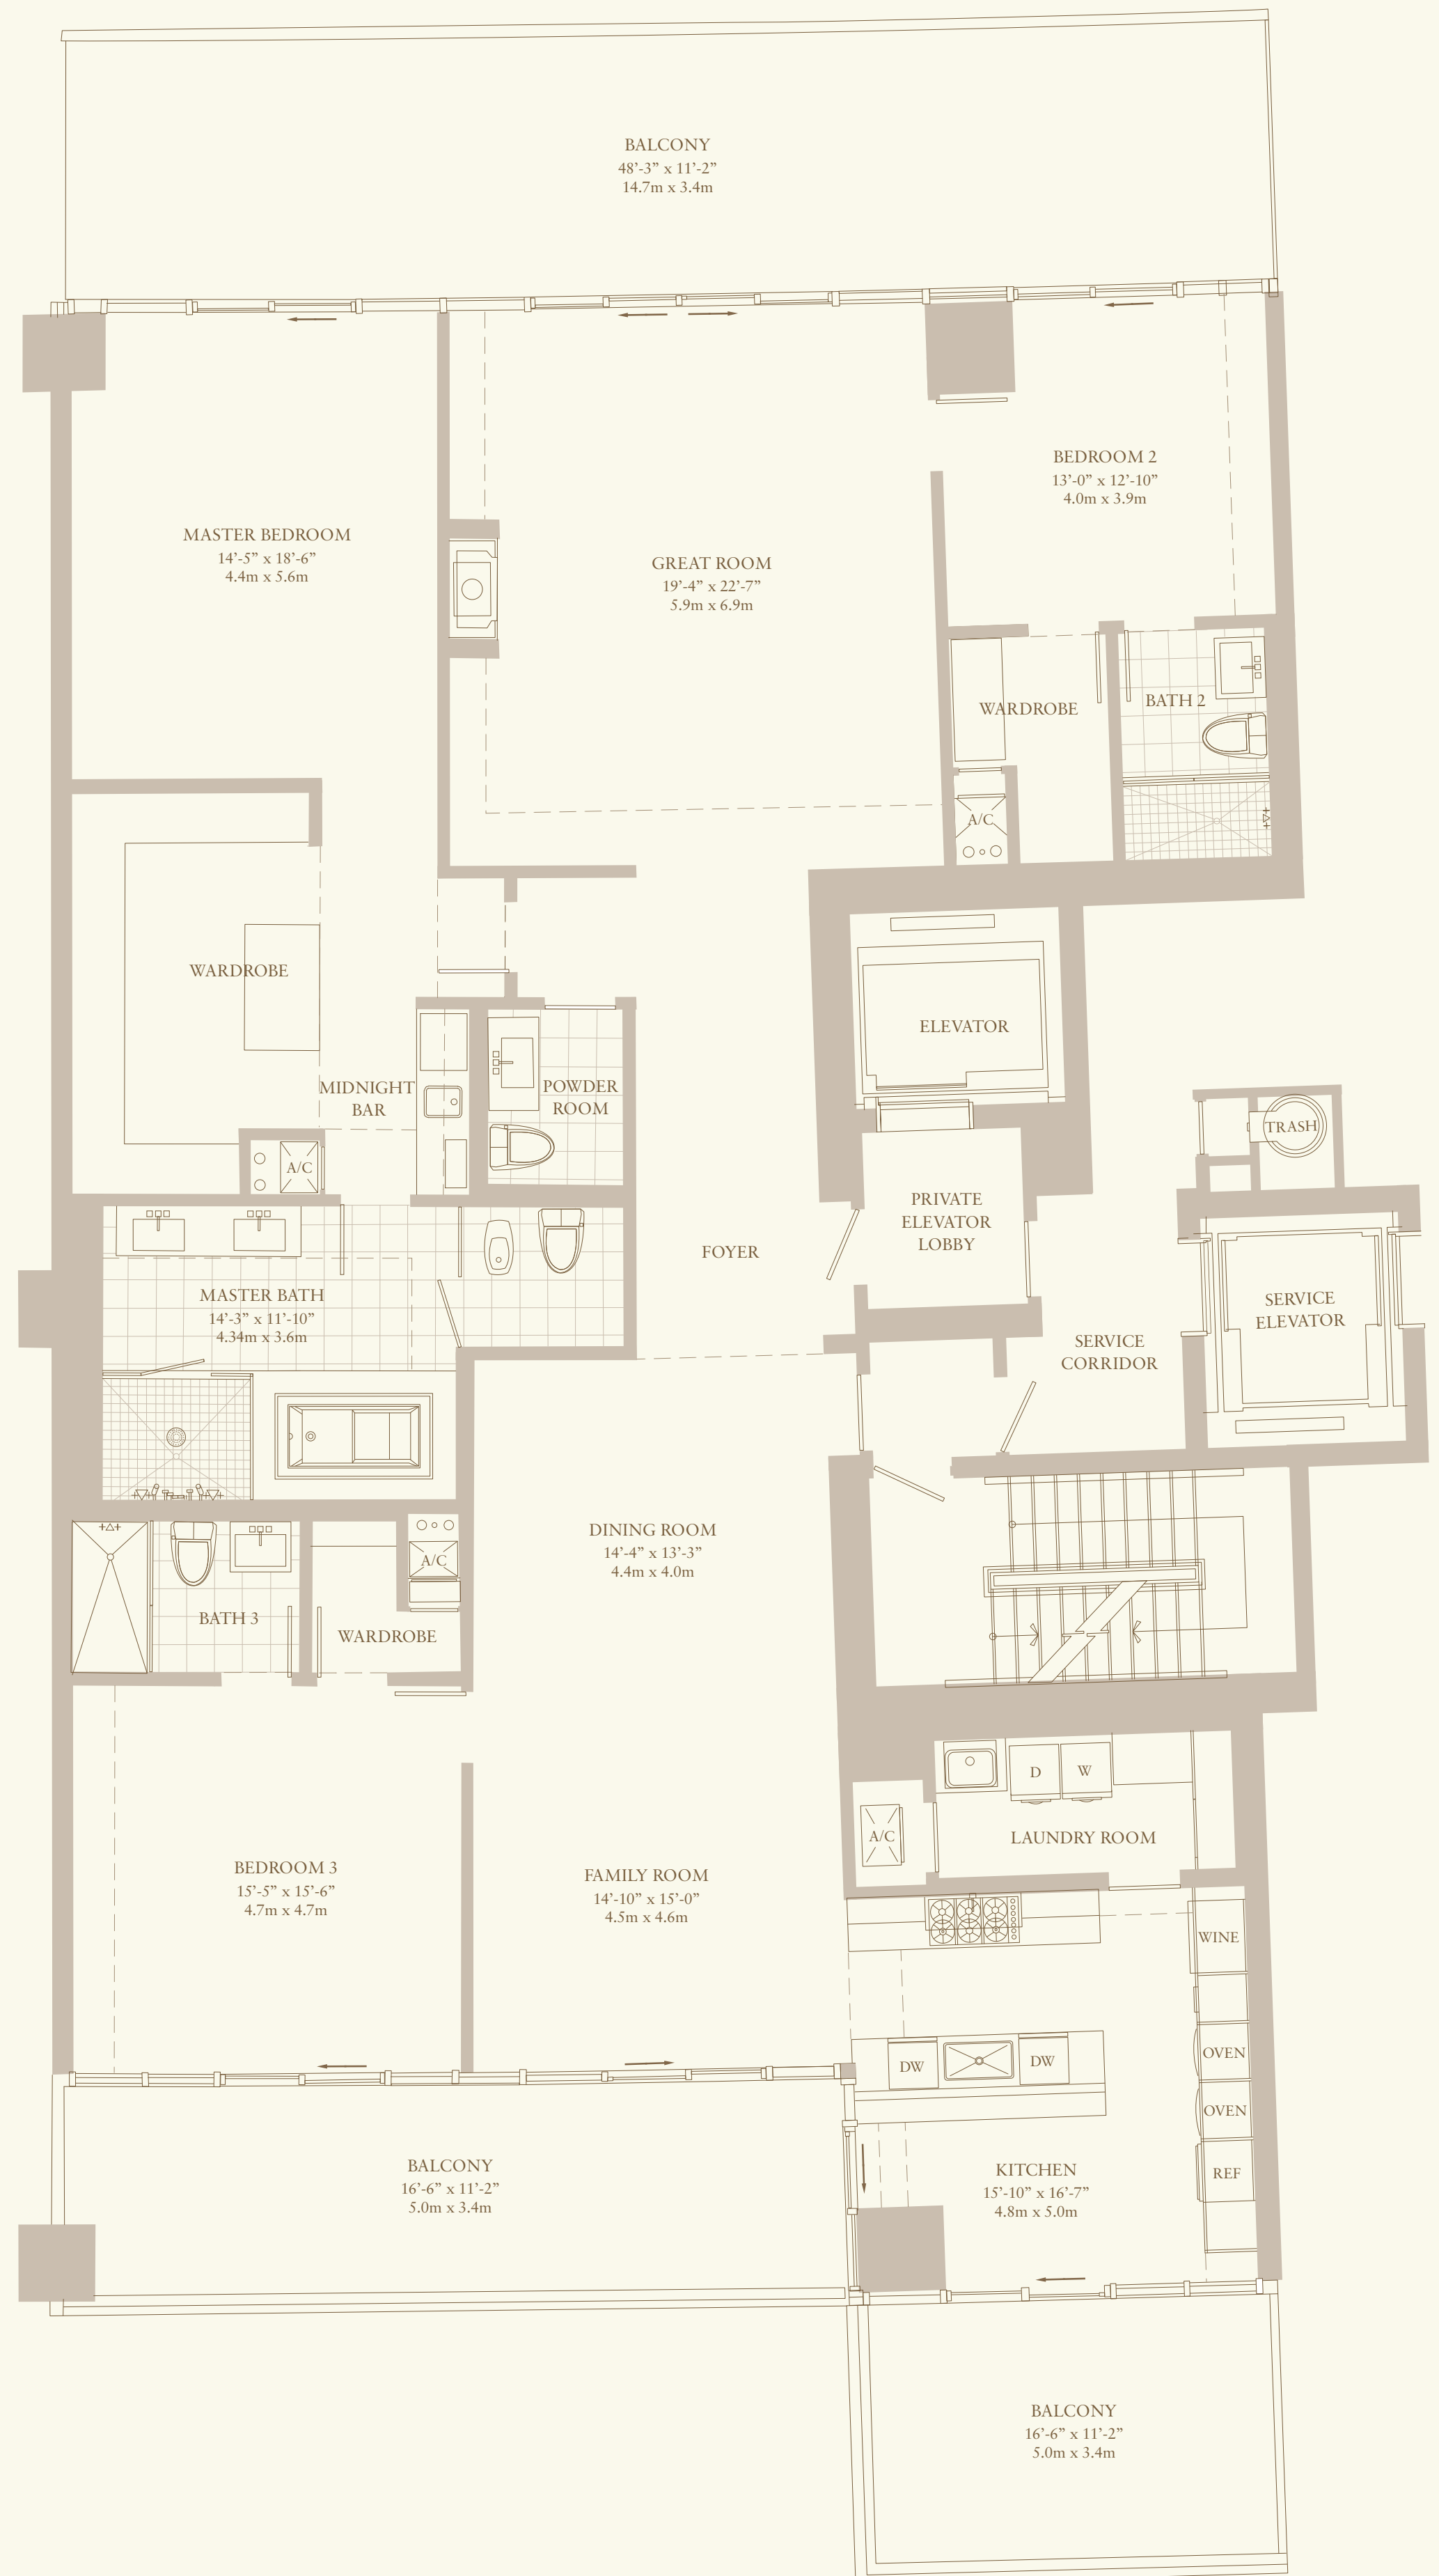 BALCONY
48’-3” x 11’-2”
14.7m x 3.4m
BEDROOM 2
13’-0” x 12’-10”
4.0m x 3.9m
MASTER BEDROOM
14’-5” x 18’-6”
4.4m x 5.6m
GREAT ROOM
19’-4” x 22’-7”
5.9m x 6.9m
WARDROBE
BATH 2
A/C
WARDROBE
ELEVATOR
MIDNIGHT
BAR
POWDER
ROOM
TRASH
A/C
PRIVATE
ELEVATOR
LOBBY
FOYER
MASTER BATH
14’-3” x 11’-10”
4.34m x 3.6m
SERVICE
ELEVATOR
SERVICE
CORRIDOR
DINING ROOM
14’-4” x 13’-3”
4.4m x 4.0m
A/C
BATH 3
WARDROBE
D
W
A/C
LAUNDRY ROOM
BEDROOM 3
15’-5” x 15’-6”
4.7m x 4.7m
FAMILY ROOM
14’-10” x 15’-0”
4.5m x 4.6m
WINE
OVEN
DW
DW
OVEN
BALCONY
16’-6” x 11’-2”
5.0m x 3.4m
KITCHEN
15’-10” x 16’-7”
4.8m x 5.0m
REF
BALCONY
16’-6” x 11’-2”
5.0m x 3.4m